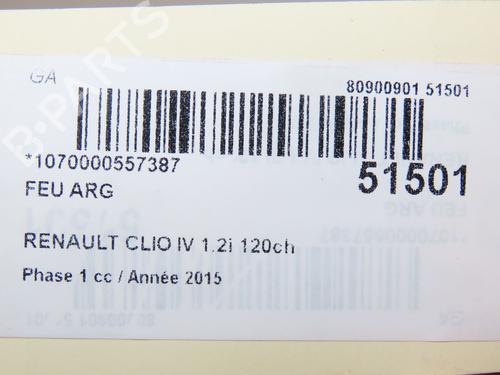 GA
80900901 51501
*1070000557387
51501
FEU ARG
RENAULT CLIO IV 1.2i 120ch
Phase 1 cc / Année 2015
B-PARTS